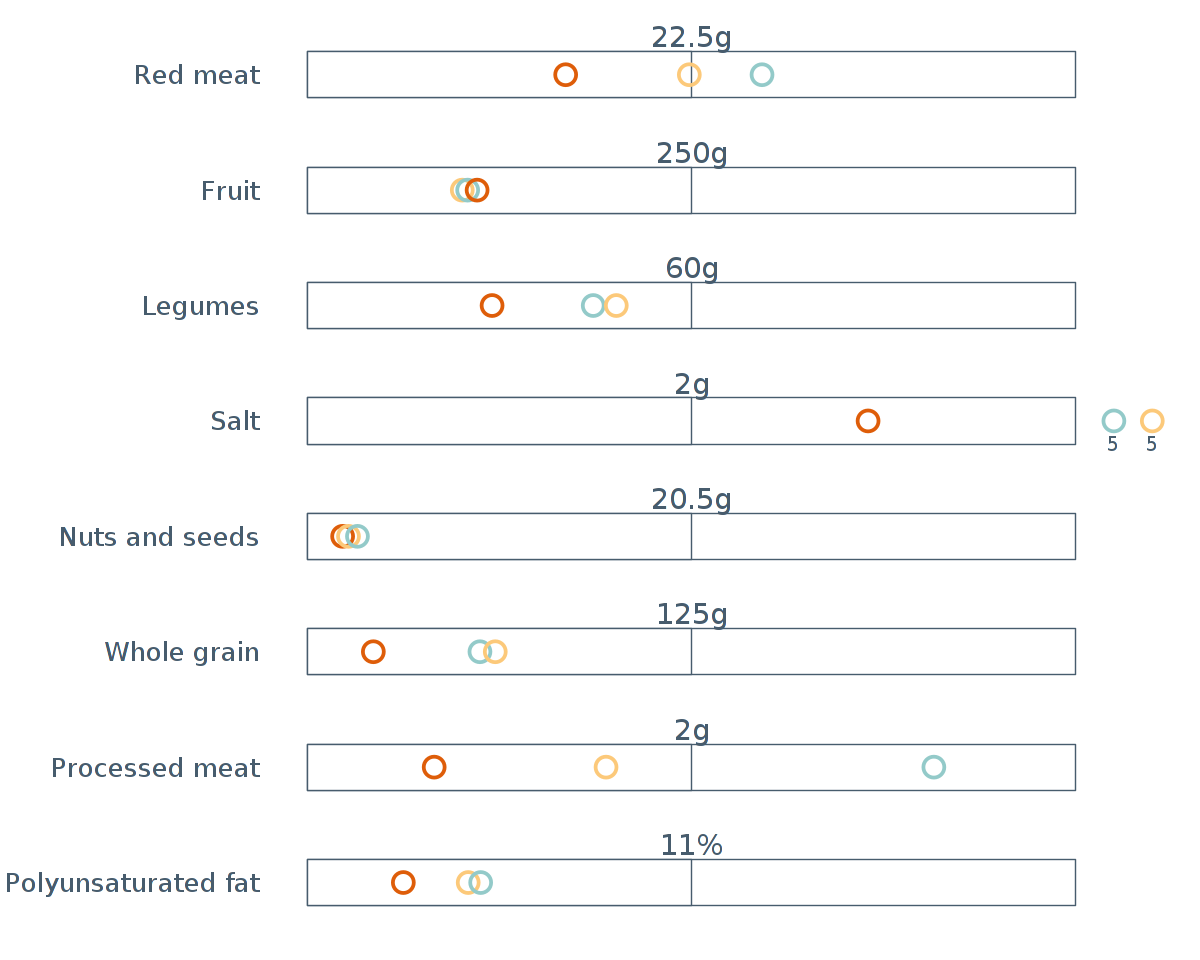 22.5g
Red meat
250g
Fruit
60g
Legumes
2g
Salt
5 5
20.5g
Nuts and seeds
125g
Whole grain
2g
Processed meat
11%
Polyunsaturated fat